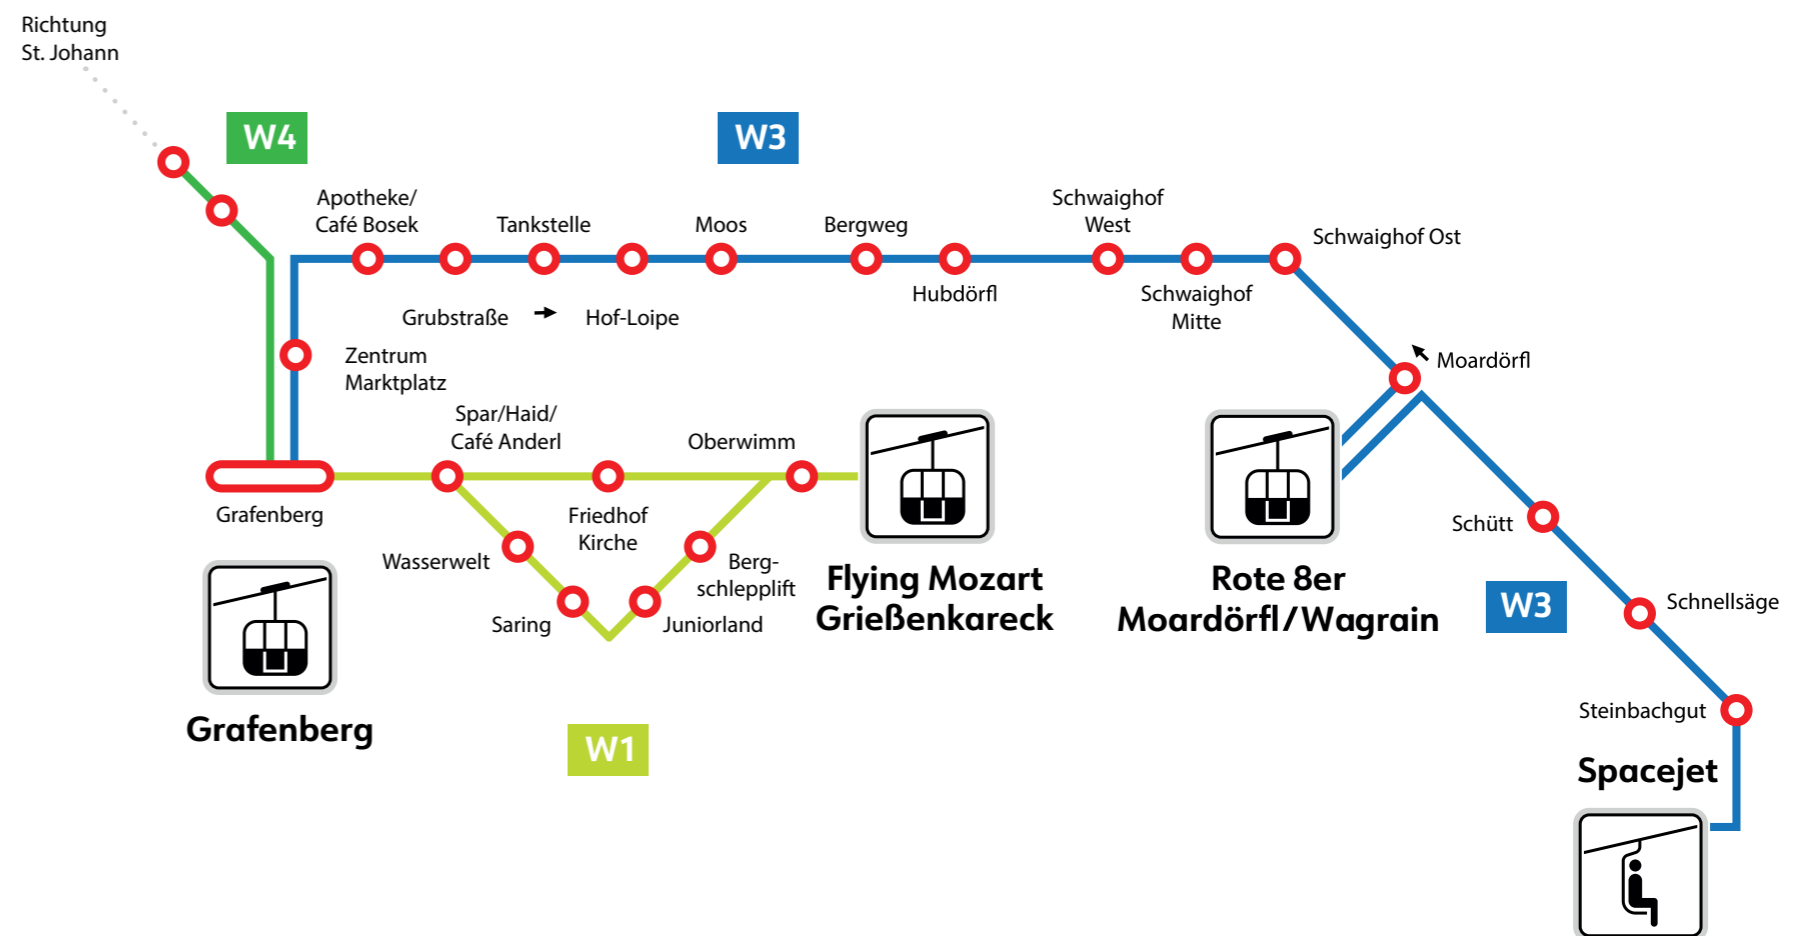 Richtung
St. Johann
W4
W3
Apotheke/
Café Bosek
Tankstelle
Moos
Bergweg
Schwaighof
West
Schwaighof Ost
Hubdörfl
Schwaighof
Mitte
Grubstraße
Hof-Loipe
Zentrum
Marktplatz
Moardörfl
Spar/Haid/
Café Anderl
Oberwimm
Grafenberg
Friedhof
Kirche
Schütt
Wasserwelt
Berg-
schlepplift
Saring
Juniorland
Flying Mozart
Grießenkareck
Rote 8er
Moardörfl/Wagrain
W3
Schnellsäge
Grafenberg
Steinbachgut
W1
Spacejet